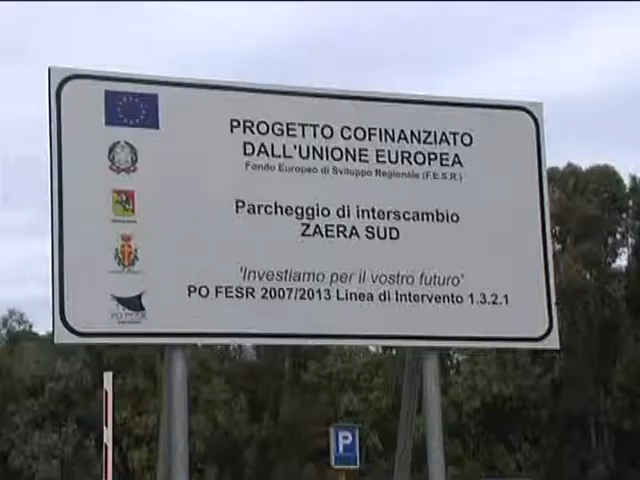 PROGETTO COFINANZIATO
DALL'UNIONE EUROPEA
Fondo Europeo di Sviluppo Regionale (F.E.S.R.)
Parcheggio di interscambio
ZAERA SUD
'Investiamo per il vostro futuro'
PO FESR 2007/2013 Linea di Intervento 1.3.2.1
PO FESR
P